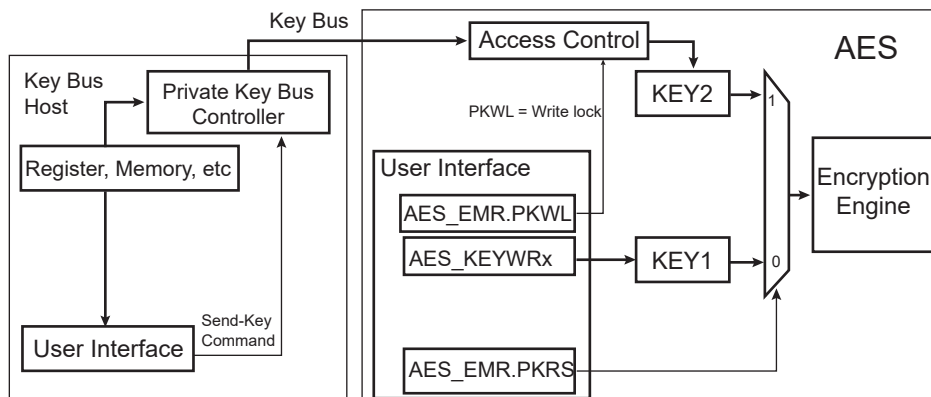 Key Bus
Access Control
AES
Key Bus
Host
Private Key Bus
Controller
KEY2
1
PKWL = Write lock
Register, Memory, etc
User Interface
Encryption
Engine
AES_EMR.PKWL
AES_KEYWRx
KEY1
0
Send-Key
Command
User Interface
AES_EMR.PKRS